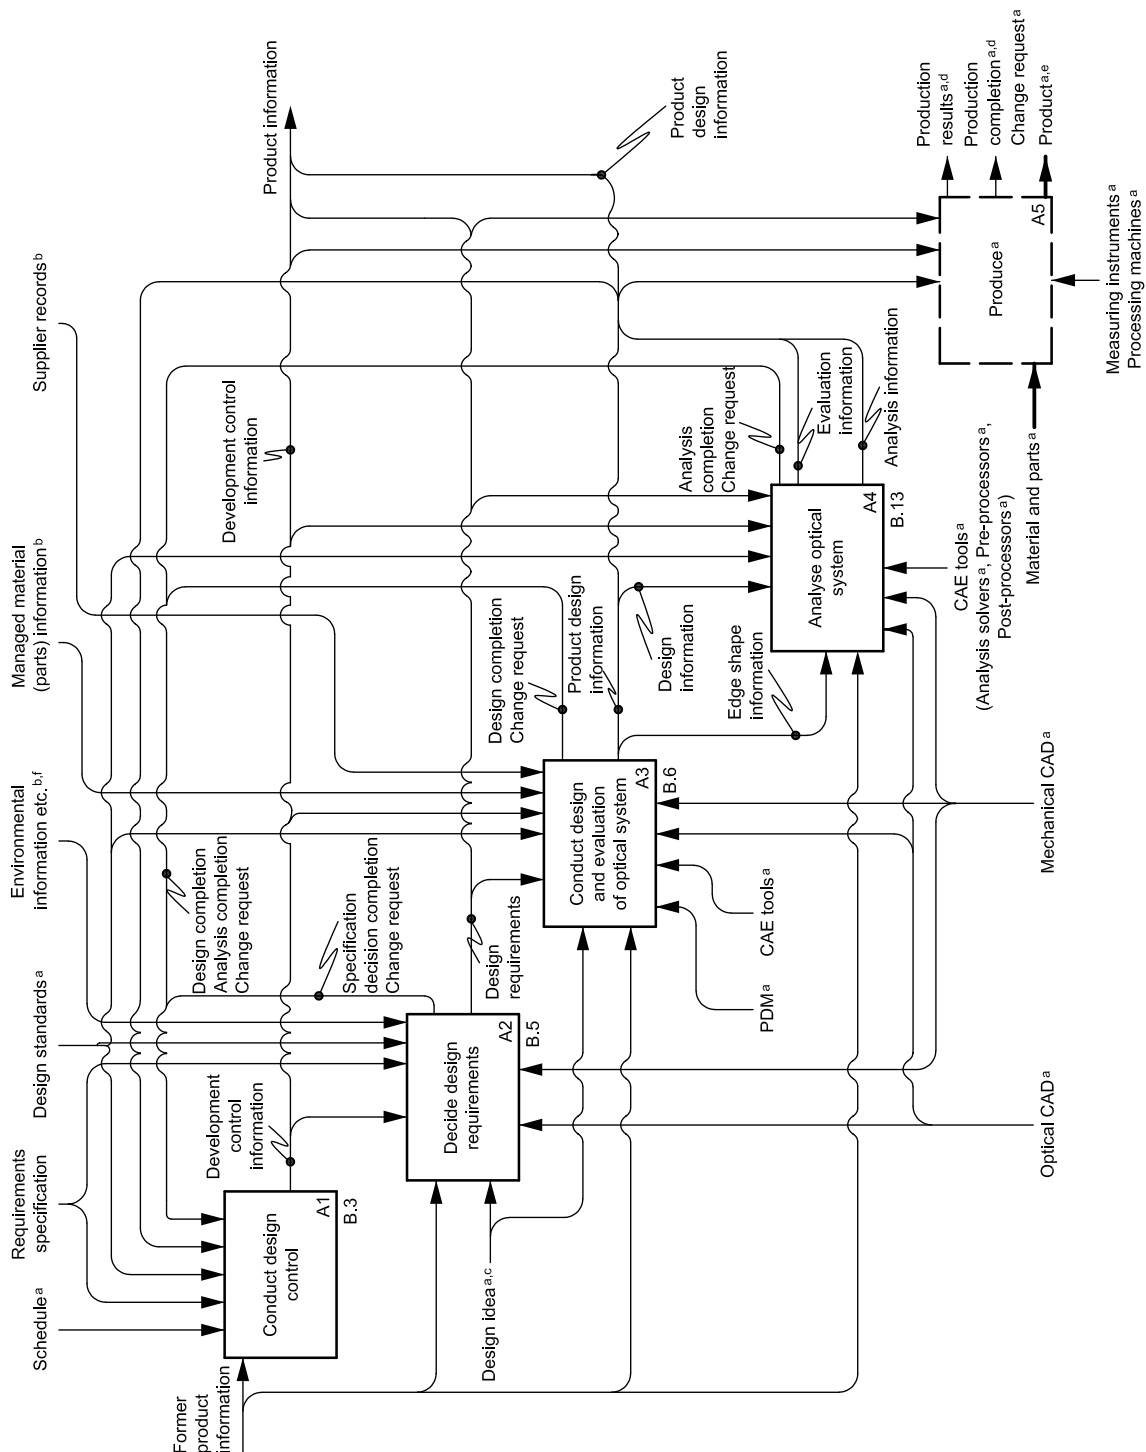 Schedule a
Requirements
specification
Design standards a
Environmental
information etc. b,f
Managed material
(parts) information b
Supplier records b
Former
product
information
Conduct design
control
A1
B.3
Development
control
information
Design completion
Analysis completion
Change request
Development control
information
Product information
Specification
decision completion
Change request
Design idea a,c
Decide design
requirements
A2
B.5
Design
requirements
Design completion
Change request
Product design
information
Conduct design
and evaluation
of optical system
A3
B.6
Design
information
Edge shape
information
Analysis
completion
Change request
Evaluation
information
Analysis information
Analyse optical
system
A4
B.13
Product
design
information
Produce a
A5
Production
results a,d
Production
completion a,d
Change request a
Product a,e
Optical CAD a
PDM a
CAE tools a
Mechanical CAD a
CAE tools a
(Analysis solvers a, Pre-processors a,
Post-processors a)
Material and parts a
Measuring instruments a
Processing machines a